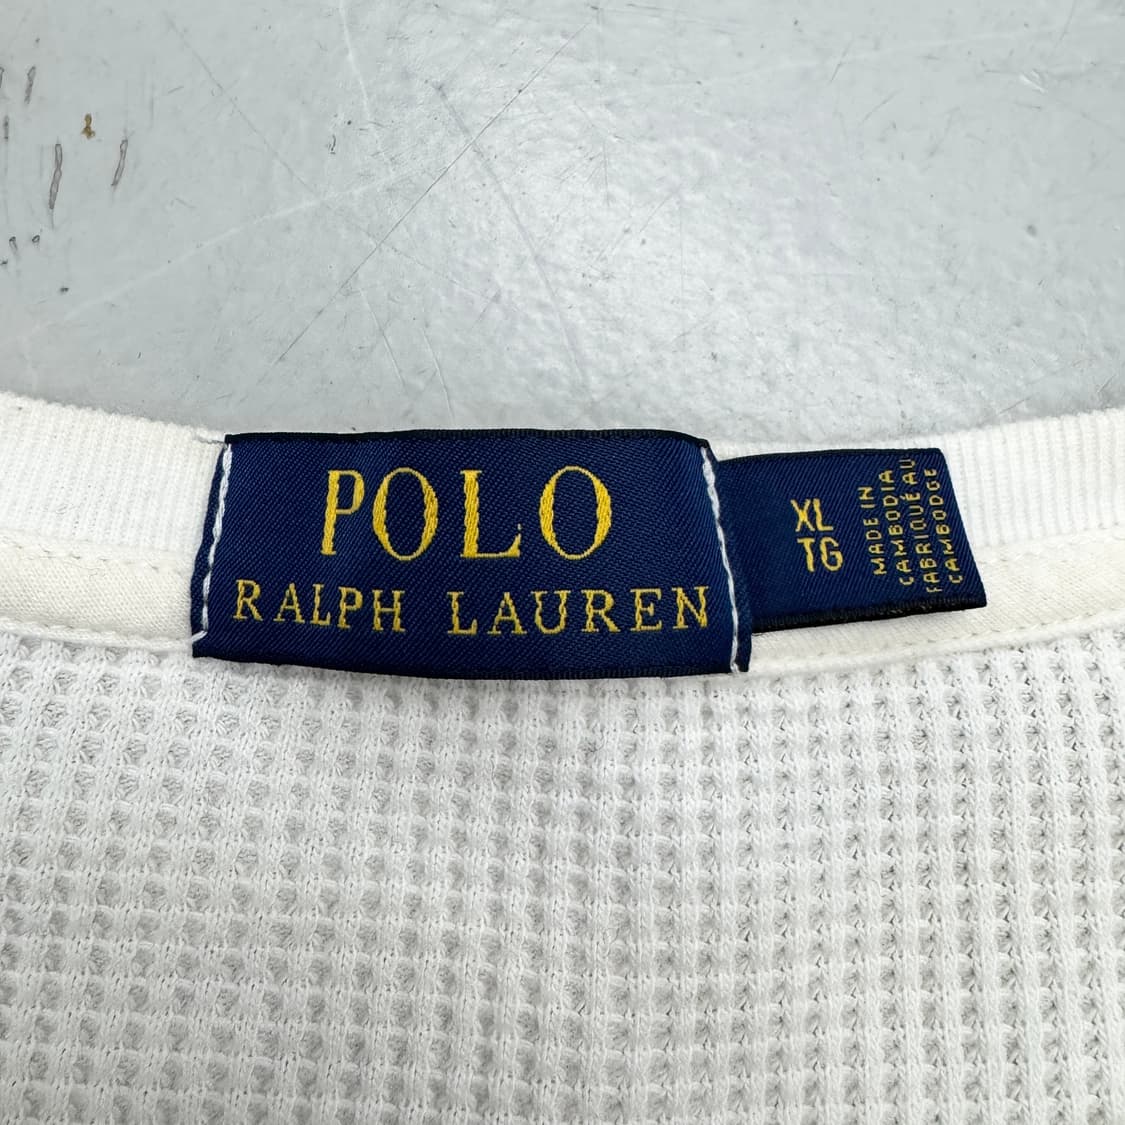 POLO
RALPH LAUREN
XL
TG
MADE IN
CAMBODIA
FABRIQUÉ AU
CAMBODGE